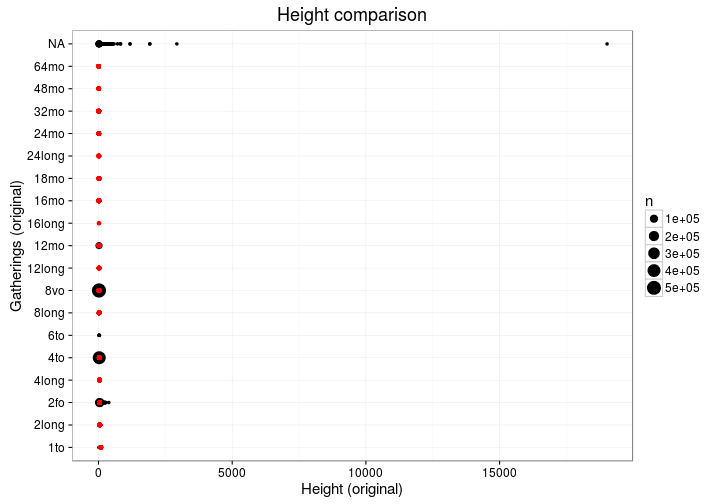 Height comparison
NA
64mo
48mo
32mo
24mo
24long
18mo
16mo
16long
12mo
12long
8vo
8long
6to
4to
4long
2fo
2long
1to
Gatherings (original)
0 5000 10000 15000
Height (original)
n
1e+05
2e+05
3e+05
4e+05
5e+05